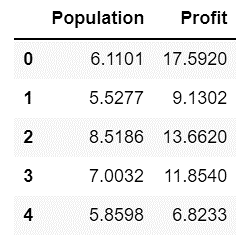 Population Profit
0 6.1101 17.5920
1 5.5277 9.1302
2 8.5186 13.6620
3 7.0032 11.8540
4 5.8598 6.8233